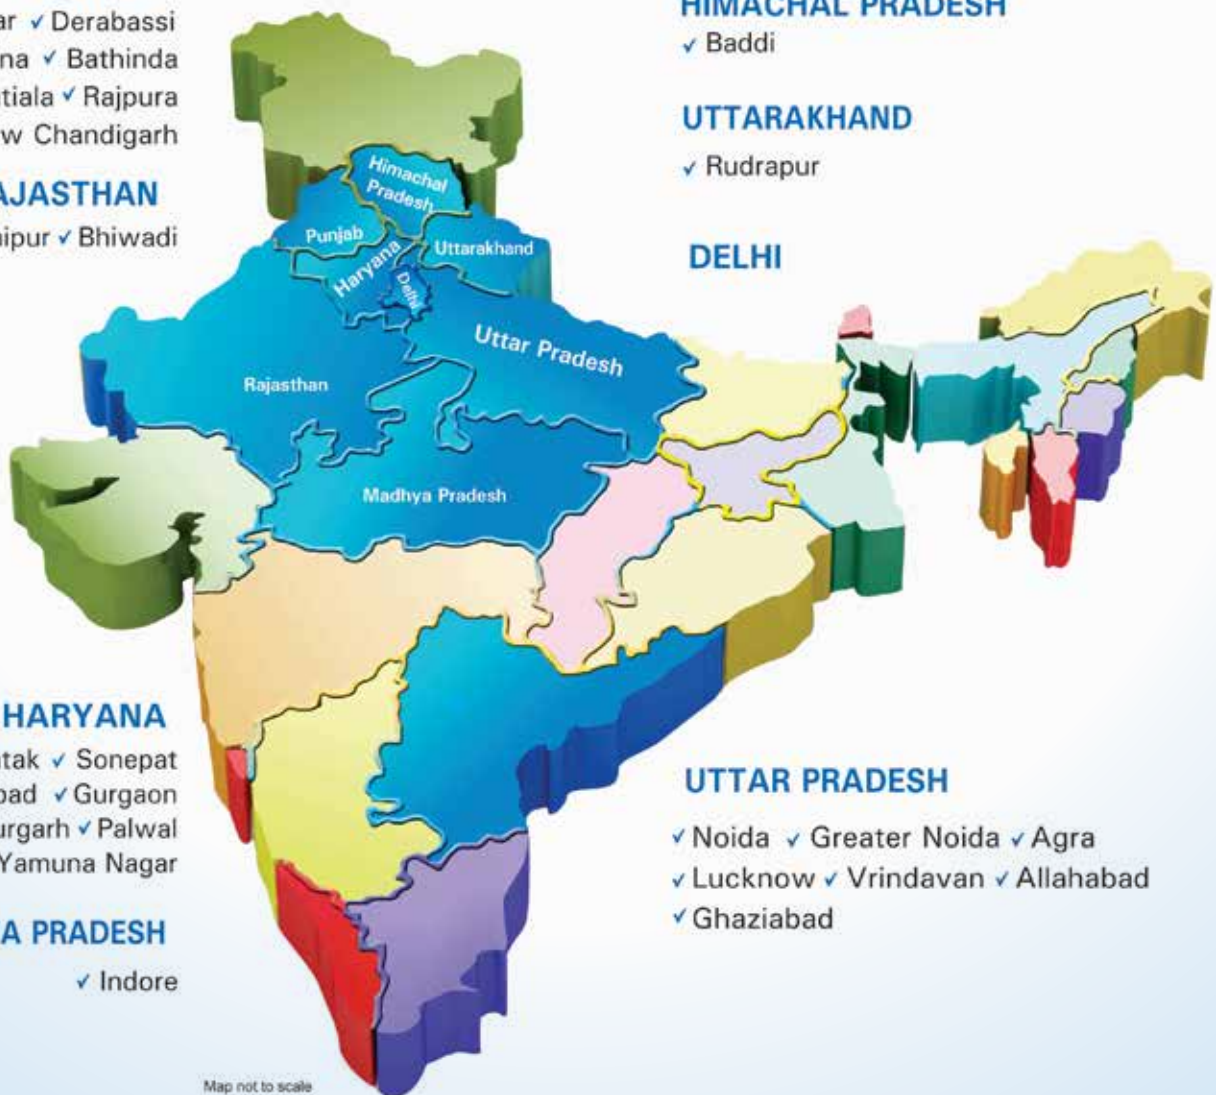 ar ✓ Derabassi
na ✓ Bathinda
tiala ✓ Rajpura
w Chandigarh
AJASTHAN
ipur ✓ Bhiwadi
HIMACHAL PRADESH
✓ Baddi
UTTARAKHAND
✓ Rudrapur
DELHI
Himachal
Pradesh
Punjab
Haryana
Uttarakhand
Delhi
Uttar Pradesh
Rajasthan
Madhya Pradesh
HARYANA
tak ✓ Sonepat
bad ✓ Gurgaon
urgarh ✓ Palwal
Yamuna Nagar
A PRADESH
✓ Indore
UTTAR PRADESH
✓ Noida ✓ Greater Noida ✓ Agra
✓ Lucknow ✓ Vrindavan ✓ Allahabad
✓ Ghaziabad
Map not to scale